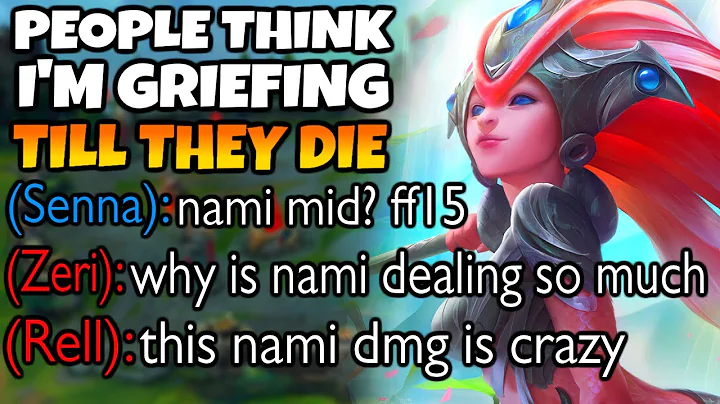 PEOPLE THINK
I'M GRIEFING
TILL THEY DIE
(Senna): nami mid? ff15
(Zeri): why is nami dealing so much
(Rell): this nami dmg is crazy